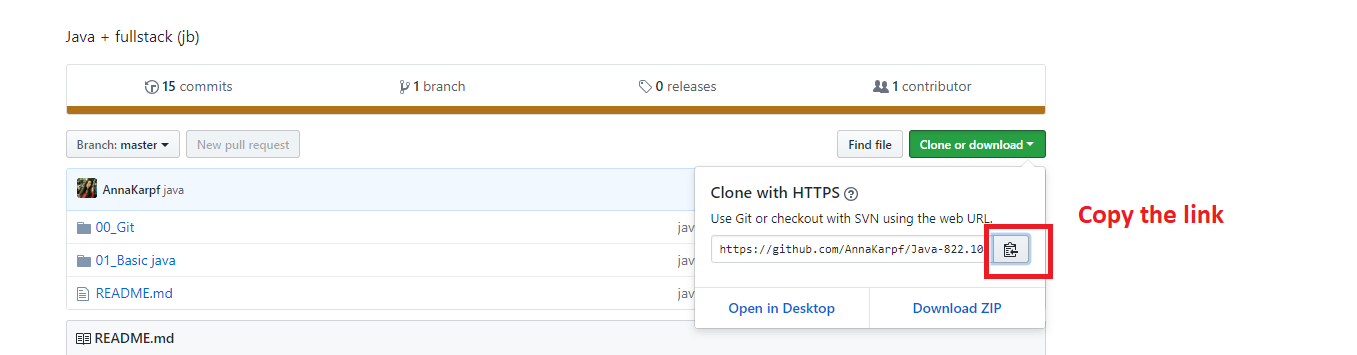 Java + fullstack (jb)
15 commits 1 branch 0 releases 1 contributor
Branch: master New pull request Find file Clone or download
AnnaKarpf java
Clone with HTTPS ?
Use Git or checkout with SVN using the web URL.
Copy the link
00_Git jav
https://github.com/AnnaKarpf/Java-822.10
01_Basic java jav
README.md jav
Open in Desktop Download ZIP
README.md